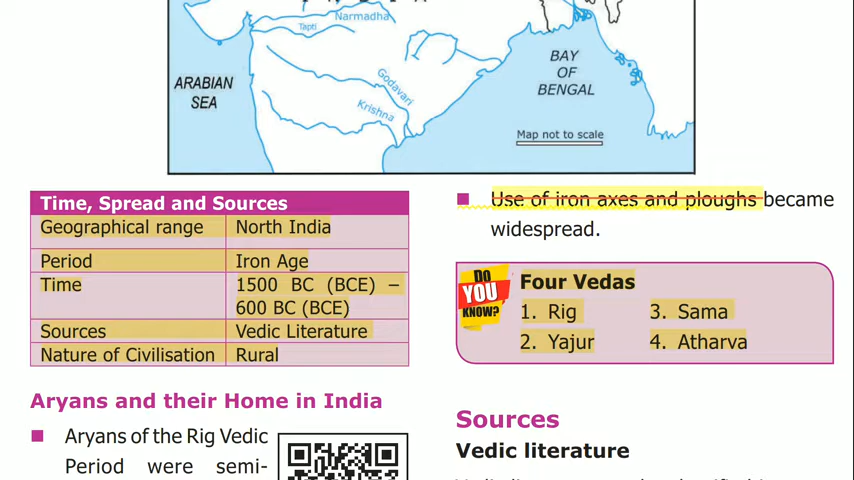 Narmadha
Tapti
Godavari
Krishna
ARABIAN
SEA
BAY
OF
BENGAL
Map not to scale
Time, Spread and Sources
Geographical range North India
Period Iron Age
Time 1500 BC (BCE) –
600 BC (BCE)
Sources Vedic Literature
Nature of Civilisation Rural
Aryans and their Home in India
Aryans of the Rig Vedic
Period were semi-
Use of iron axes and ploughs became
widespread.
DO
YOU
KNOW?
Four Vedas
1. Rig 3. Sama
2. Yajur 4. Atharva
Sources
Vedic literature